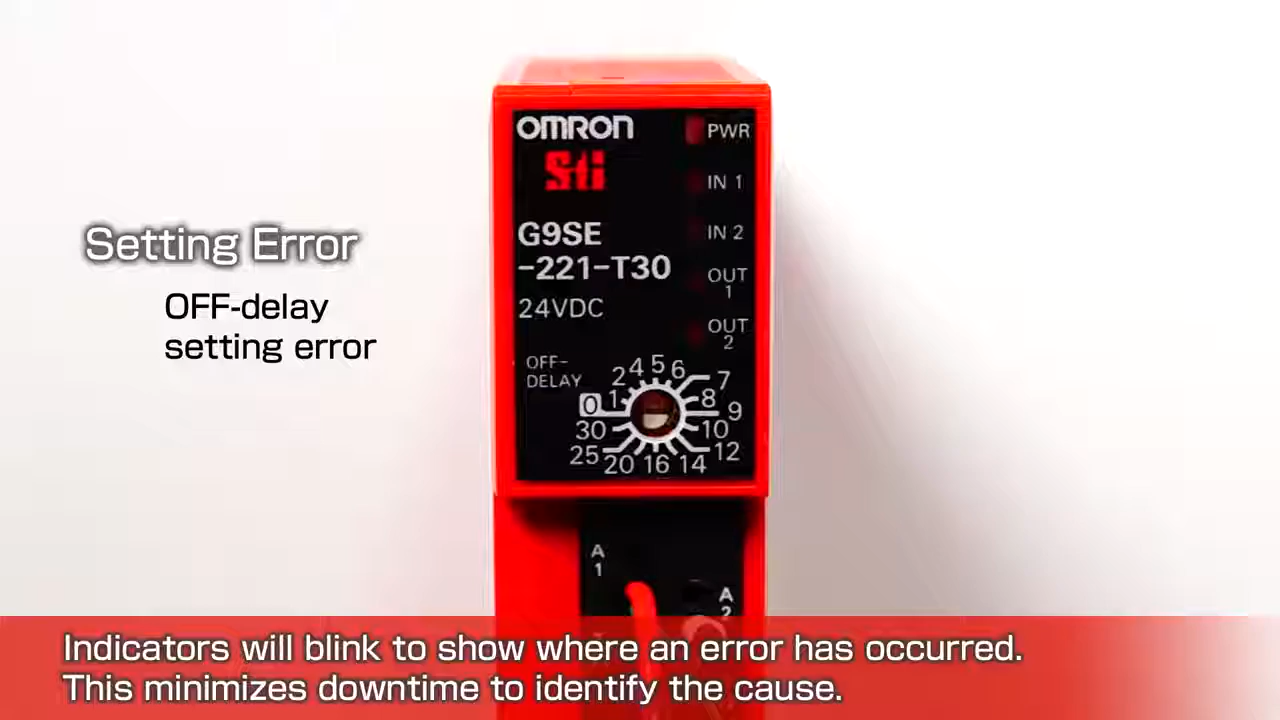 Setting Error
OFF-delay
setting error
OMRON
Sti
G9SE
-221-T30
24VDC
PWR
IN 1
IN 2
OUT
1
OUT
2
OFF-
DELAY
0 1 2 4 5 6 7 8 9 10 12 14 16 20 25 30
A
1
A
2
Indicators will blink to show where an error has occurred.
This minimizes downtime to identify the cause.